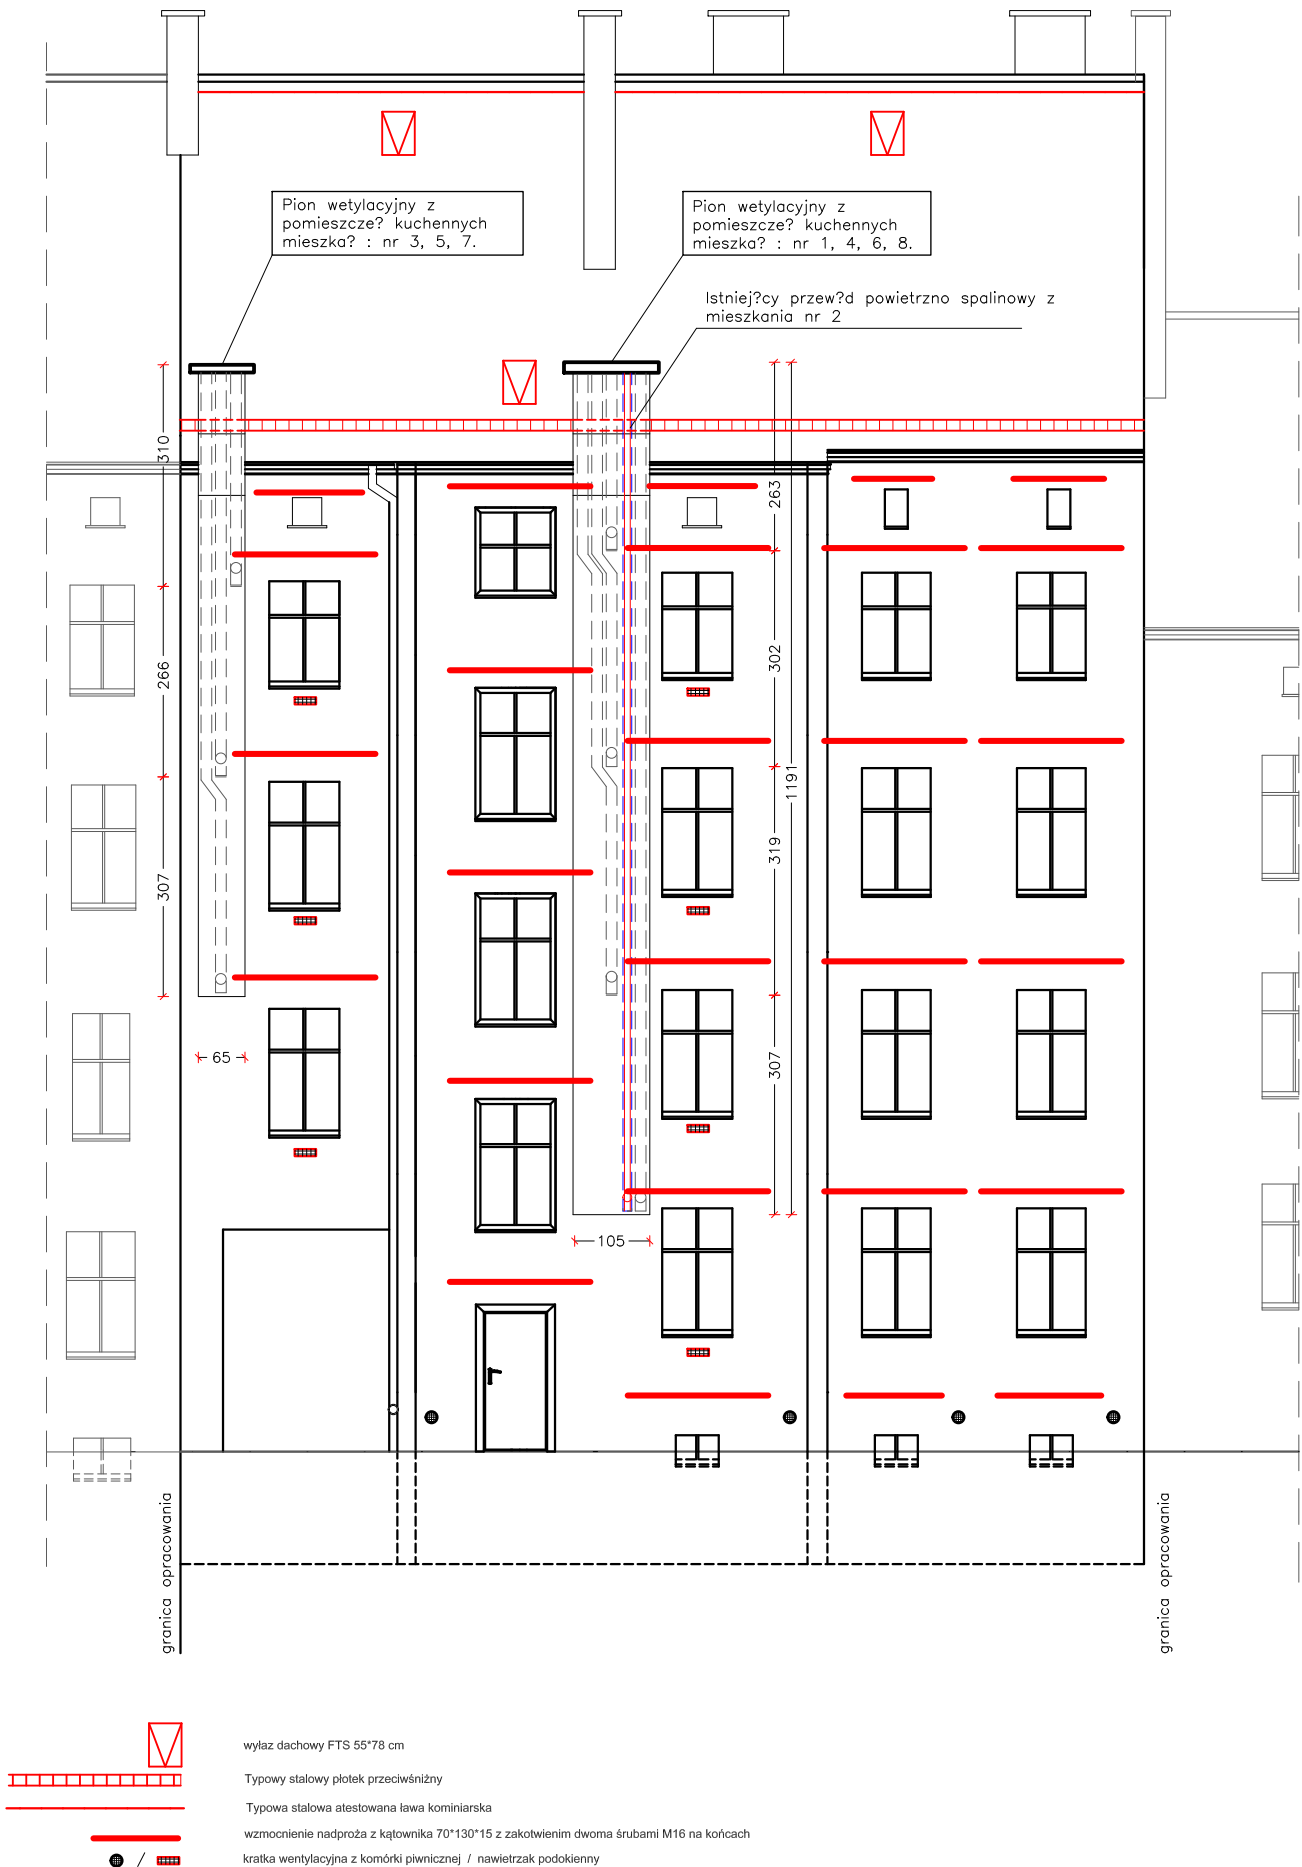 Pion wetylacyjny z
pomieszcze? kuchennych
mieszka? : nr 3, 5, 7.
Pion wetylacyjny z
pomieszcze? kuchennych
mieszka? : nr 1, 4, 6, 8.
Istniej?cy przew?d powietrzno spalinowy z
mieszkania nr 2
310
266
307
65
263
302
1191
319
307
105
granica opracowania
granica opracowania
wyłaz dachowy FTS 55*78 cm
Typowy stalowy płotek przeciwśniżny
Typowa stalowa atestowana ława kominiarska
wzmocnienie nadproża z kątownika 70*130*15 z zakotwieniem dwoma śrubami M16 na końcach
/ kratka wentylacyjna z komórki piwnicznej / nawietrzak podokienny